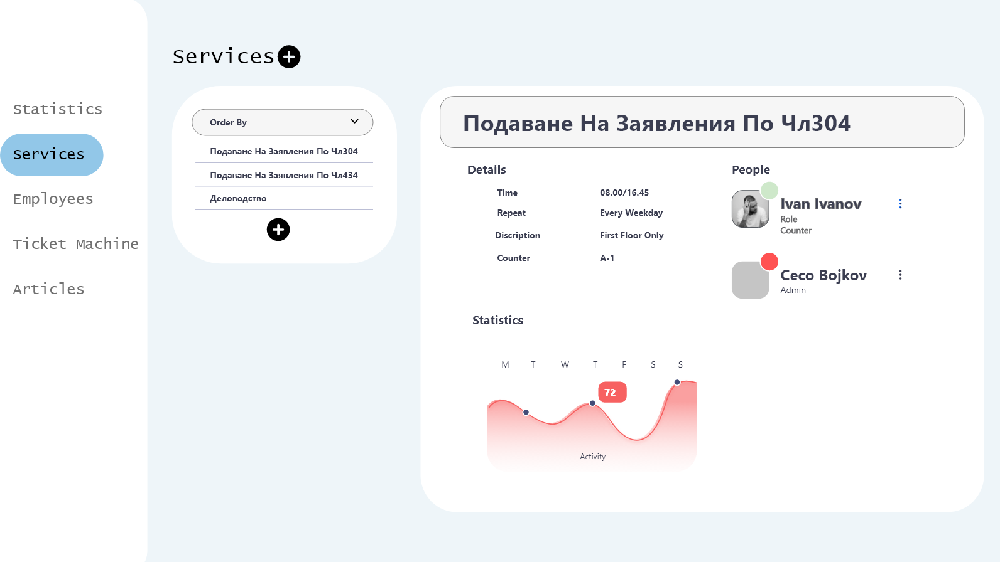 Services
Statistics
Services
Employees
Ticket Machine
Articles
Order By
Подаване На Заявления По Чл304
Подаване На Заявления По Чл434
Деловодство
Подаване На Заявления По Чл304
Details
Time 08.00/16.45
Repeat Every Weekday
Discription First Floor Only
Counter A-1
People
Ivan Ivanov
Role
Counter
Ceco Bojkov
Admin
Statistics
M T W T F S S
72
Activity